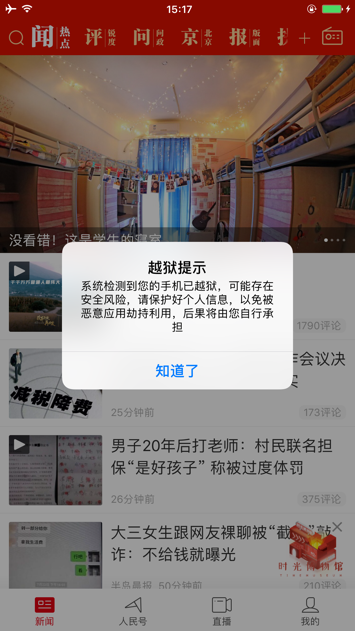 15:17
闻 热点 评 锐度 问 问政 京 北京 报 版面
没看错！这是学生的寝室
越狱提示
系统检测到您的手机已越狱，可能存在
安全风险，请保护好个人信息，以免被
恶意应用劫持利用，后果将由您自行承
担
知道了
1790评论
作会议决
实
减税降费
25分钟前
173评论
男子20年后打老师：村民联名担
保“是好孩子” 称被过度体罚
26分钟前
375评论
大三女生跟网友裸聊被“截
敲
诈：不给钱就曝光
半岛晨报 50分钟前
210评论
时光博物馆
新闻
人民号
直播
我的